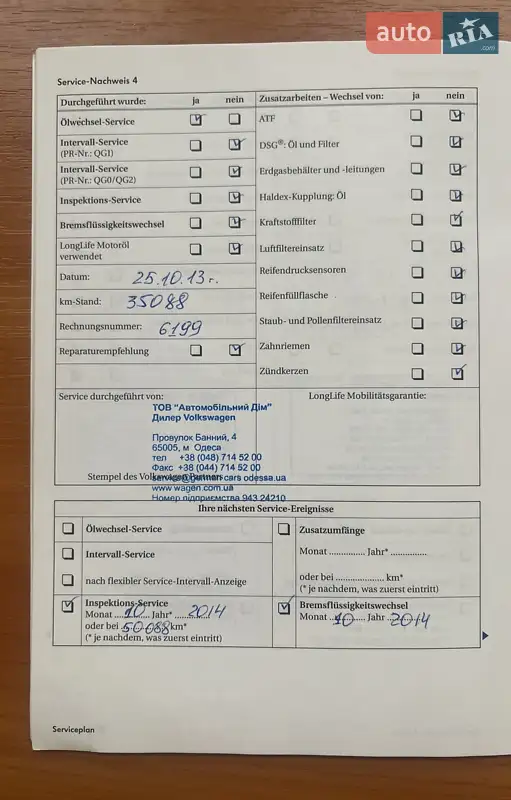 auto RIA .com
Service-Nachweis 4
Durchgeführt wurde: ja nein
Ölwechsel-Service
Intervall-Service
(PR-Nr.: QG1)
Intervall-Service
(PR-Nr.: QG0/QG2)
Inspektions-Service
Bremsflüssigkeitswechsel
LongLife Motoröl
verwendet
Datum: 25.10.13г.
km-Stand: 35088
Rechnungsnummer: 6199
Reparaturempfehlung
Zusatzarbeiten – Wechsel von: ja nein
ATF
DSG®: Öl und Filter
Erdgasbehälter und -leitungen
Haldex-Kupplung: Öl
Kraftstofffilter
Luftfiltereinsatz
Reifendrucksensoren
Reifenfüllflasche
Staub- und Pollenfiltereinsatz
Zahnriemen
Zündkerzen
Service durchgeführt von:
ТОВ "Автомобільний Дім"
Дилер Volkswagen
Провулок Банний, 4
65005, м Одеса
тел +38 (048) 714 52 00
Факс +38 (044) 714 52 00
service@german-cars odessa.ua
Stempel des Volkswagen Partners
www.wagen.com.ua
Номер підприємства 943 24210
LongLife Mobilitätsgarantie:
Ihre nächsten Service-Ereignisse
Ölwechsel-Service
Intervall-Service
nach flexibler Service-Intervall-Anzeige
Inspektions-Service
Monat 10 Jahr* 2014
oder bei 50088 km*
(* je nachdem, was zuerst eintritt)
Zusatzumfänge
Monat .............. Jahr* ..............
oder bei ..................... km*
(* je nachdem, was zuerst eintritt)
Bremsflüssigkeitswechsel
Monat 10 Jahr 2014
Serviceplan